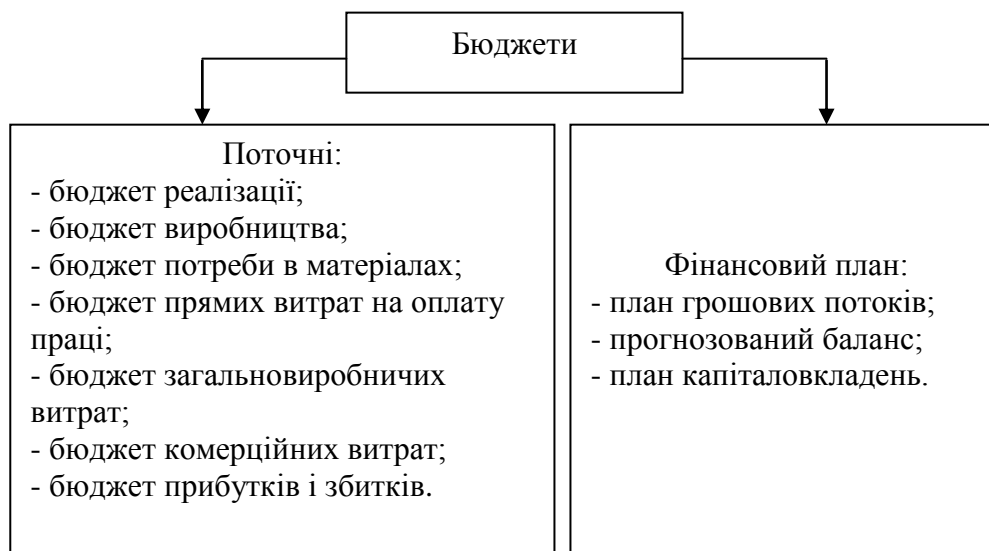 Бюджети
Поточні:
- бюджет реалізації;
- бюджет виробництва;
- бюджет потреби в матеріалах;
- бюджет прямих витрат на оплату
праці;
- бюджет загальновиробничих
витрат;
- бюджет комерційних витрат;
- бюджет прибутків і збитків.
Фінансовий план:
- план грошових потоків;
- прогнозований баланс;
- план капіталовкладень.